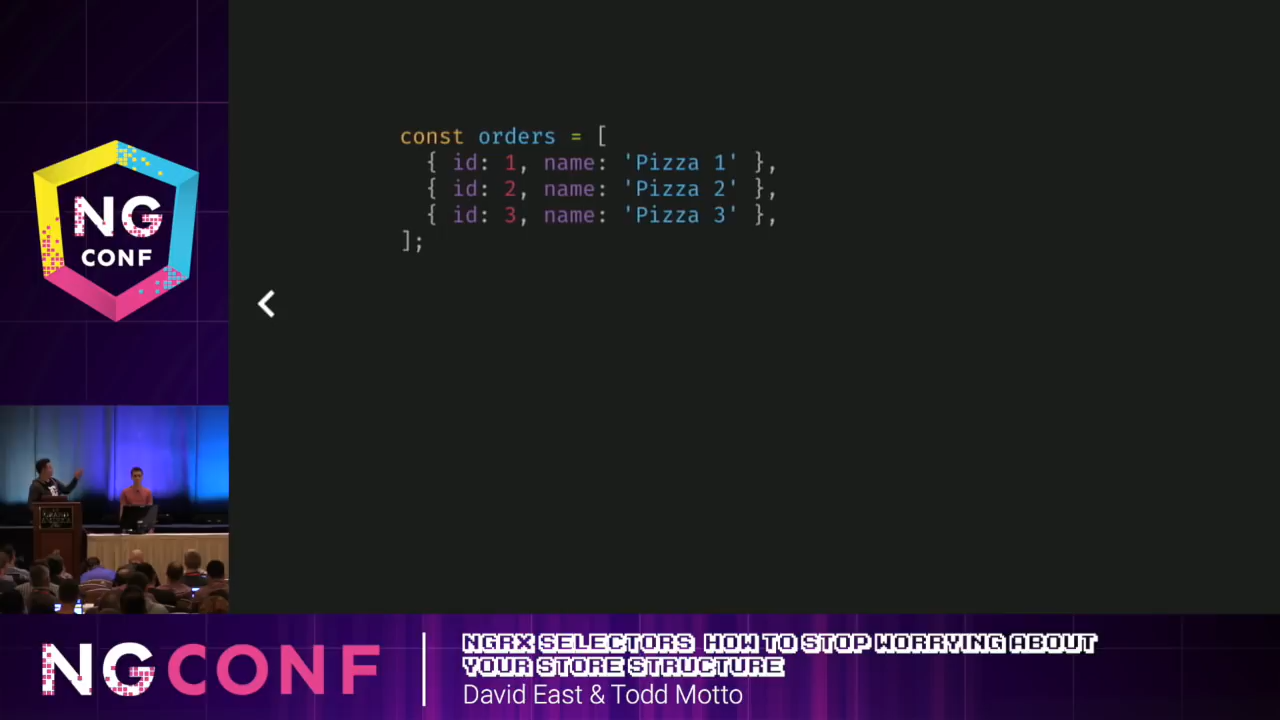 NG
CONF
const orders = [
{ id: 1, name: 'Pizza 1' },
{ id: 2, name: 'Pizza 2' },
{ id: 3, name: 'Pizza 3' },
];
NGCONF
NGRX SELECTORS HOW TO STOP WORRYING ABOUT
YOUR STORE STRUCTURE
David East & Todd Motto